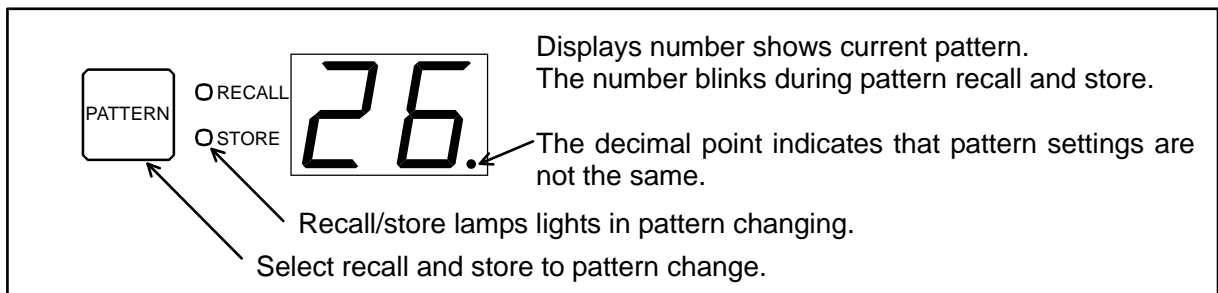 Displays number shows current pattern.
The number blinks during pattern recall and store.
PATTERN
RECALL
STORE
26.
The decimal point indicates that pattern settings are
not the same.
Recall/store lamps lights in pattern changing.
Select recall and store to pattern change.